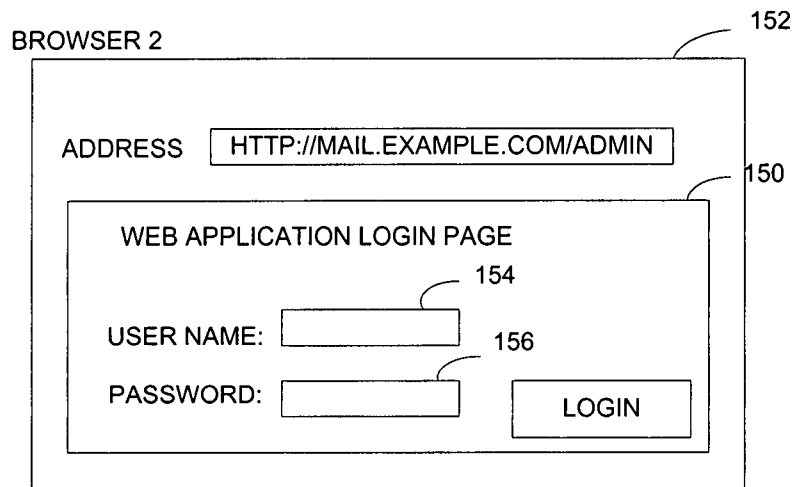 152
BROWSER 2
ADDRESS HTTP://MAIL.EXAMPLE.COM/ADMIN
150
WEB APPLICATION LOGIN PAGE
154
USER NAME:
156
PASSWORD:
LOGIN